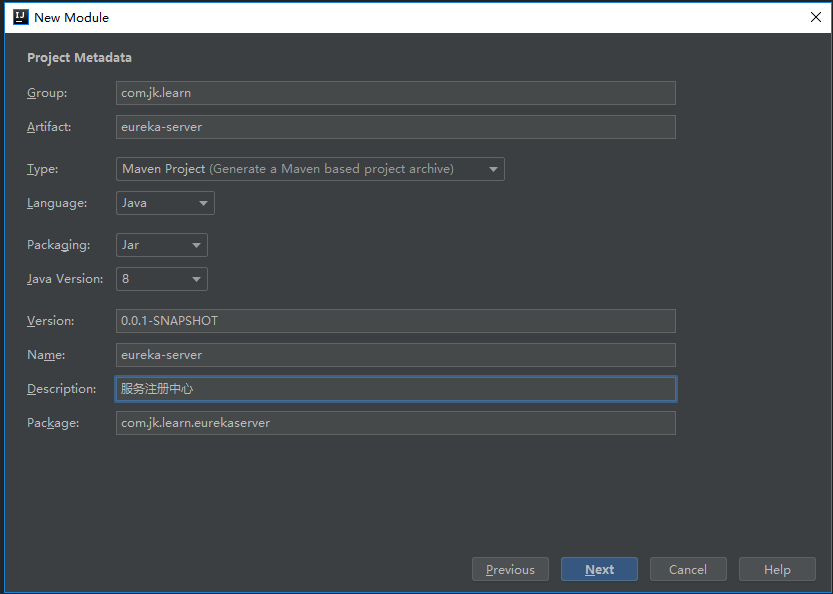 New Module
Project Metadata
Group: com.jk.learn
Artifact: eureka-server
Type: Maven Project (Generate a Maven based project archive)
Language: Java
Packaging: Jar
Java Version: 8
Version: 0.0.1-SNAPSHOT
Name: eureka-server
Description: 服务注册中心
Package: com.jk.learn.eurekaserver
Previous Next Cancel Help